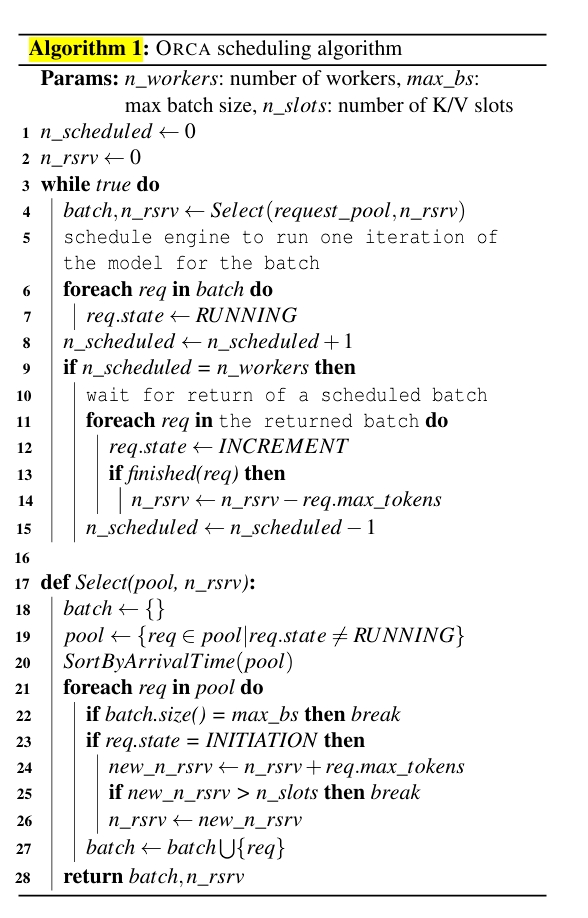 Algorithm 1: ORCA scheduling algorithm
Params: n_workers: number of workers, max_bs:
max batch size, n_slots: number of K/V slots
1 n_scheduled ← 0
2 n_rsrv ← 0
3 while true do
4 batch,n_rsrv ← Select(request_pool,n_rsrv)
5 schedule engine to run one iteration of
the model for the batch
6 foreach req in batch do
7 req.state ← RUNNING
8 n_scheduled ← n_scheduled + 1
9 if n_scheduled = n_workers then
10 wait for return of a scheduled batch
11 foreach req in the returned batch do
12 req.state ← INCREMENT
13 if finished(req) then
14 n_rsrv ← n_rsrv − req.max_tokens
15 n_scheduled ← n_scheduled − 1
16
17 def Select(pool, n_rsrv):
18 batch ← {}
19 pool ← {req ∈ pool|req.state ≠ RUNNING}
20 SortByArrivalTime(pool)
21 foreach req in pool do
22 if batch.size() = max_bs then break
23 if req.state = INITIATION then
24 new_n_rsrv ← n_rsrv + req.max_tokens
25 if new_n_rsrv > n_slots then break
26 n_rsrv ← new_n_rsrv
27 batch ← batch⋃{req}
28 return batch,n_rsrv